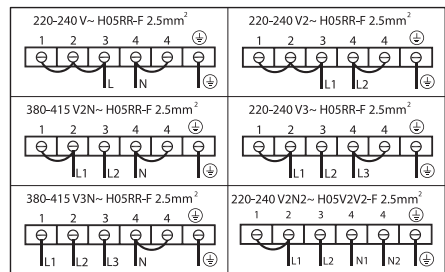 220-240 V~ H05RR-F 2.5mm²
1 2 3 4 4
L N
220-240 V2~ H05RR-F 2.5mm²
1 2 3 4 4
L1 L2
380-415 V2N~ H05RR-F 2.5mm²
1 2 3 4 4
L1 L2 N
220-240 V3~ H05RR-F 2.5mm²
1 2 3 4 4
L1 L2 L3
380-415 V3N~ H05RR-F 2.5mm²
1 2 3 4 4
L1 L2 L3 N
220-240 V2N2~ H05V2V2-F 2.5mm²
1 2 3 4 4
L1 L2 N1 N2